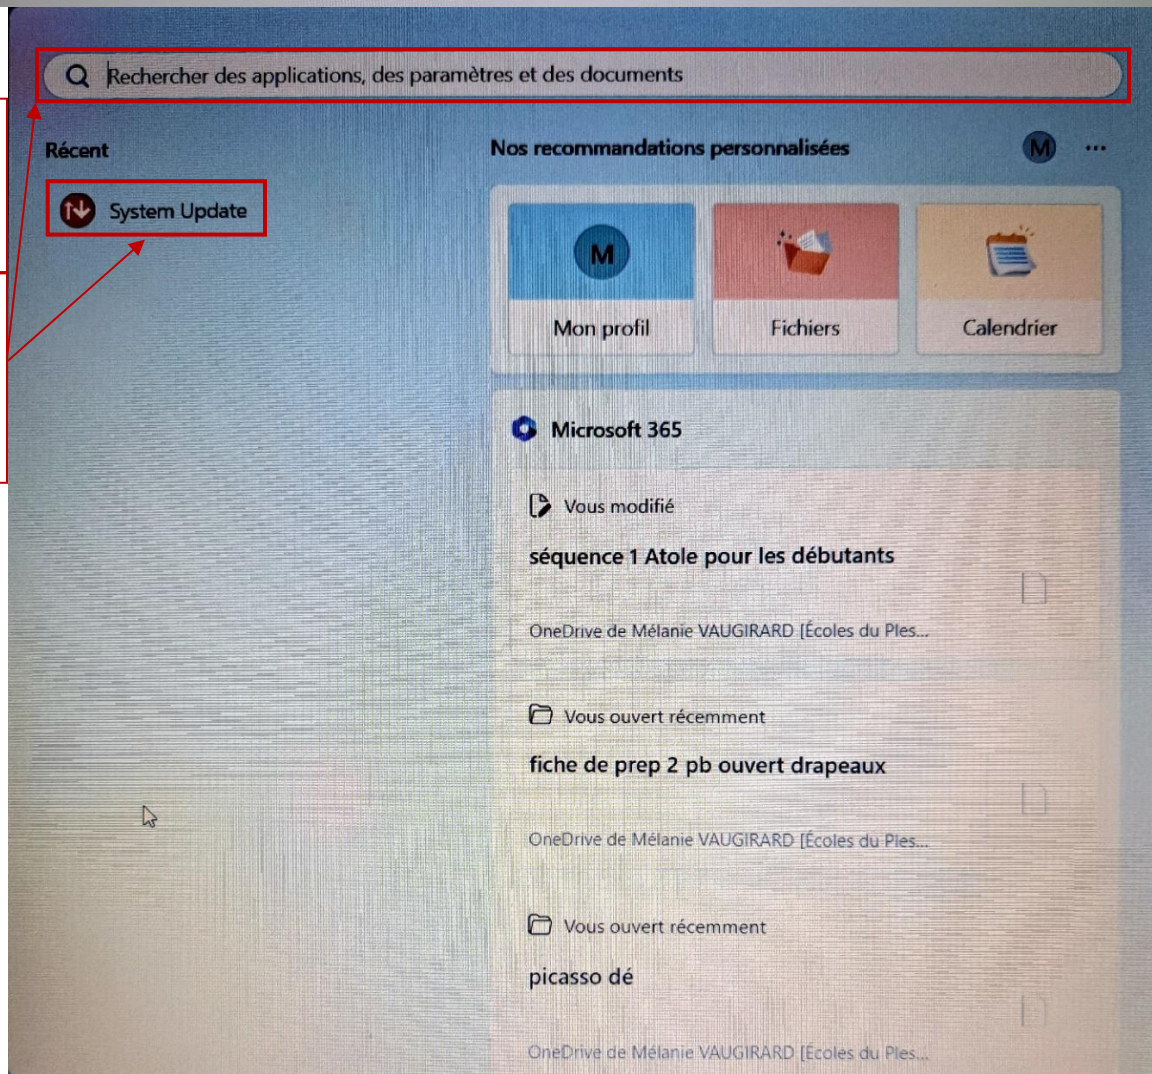 Rechercher des applications, des paramètres et des documents
Récent
System Update
Nos recommandations personnalisées
M
M
Mon profil
Fichiers
Calendrier
Microsoft 365
Vous modifié
séquence 1 Atole pour les débutants
OneDrive de Mélanie VAUGIRARD [Écoles du Ples...
Vous ouvert récemment
fiche de prep 2 pb ouvert drapeaux
OneDrive de Mélanie VAUGIRARD [Écoles du Ples...
Vous ouvert récemment
picasso dé
OneDrive de Mélanie VAUGIRARD [Écoles du Ples...